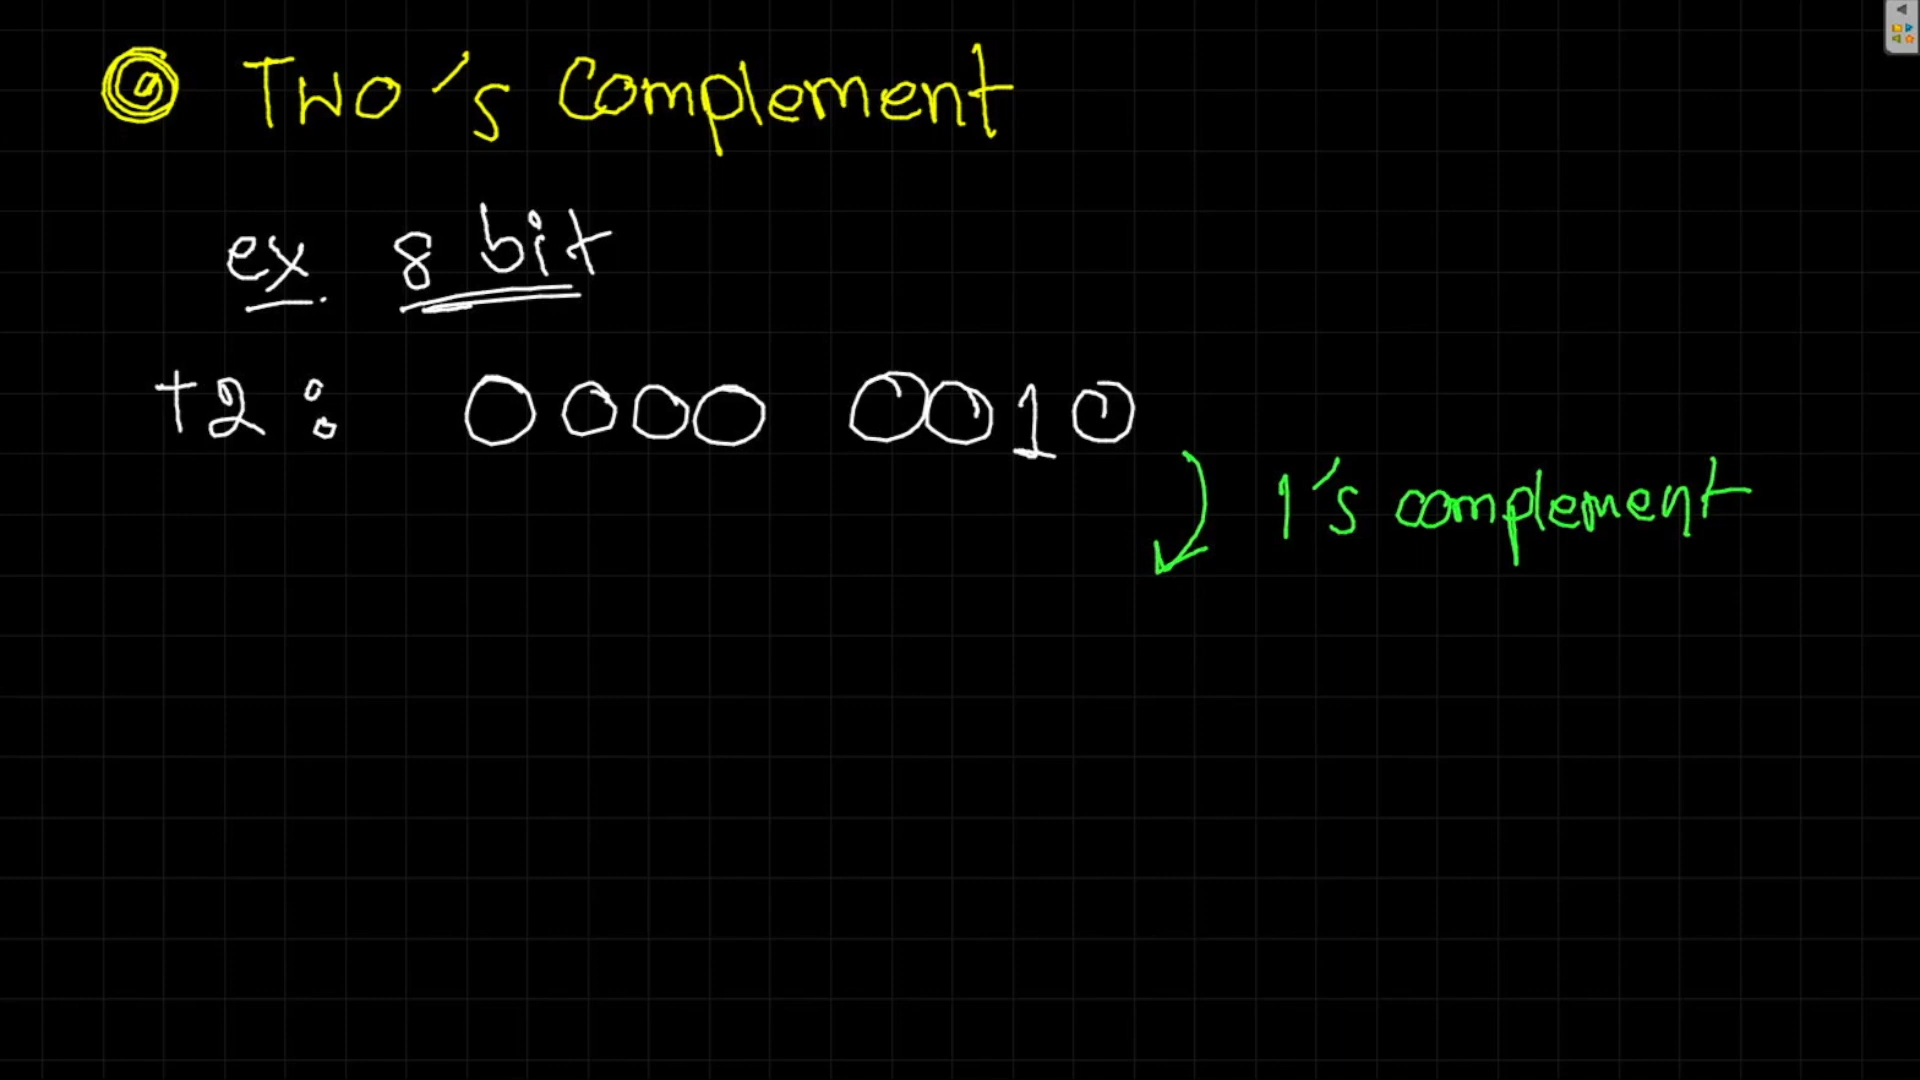 Two's Complement
ex. 8 bit
+2 : 0000 0010
1's complement